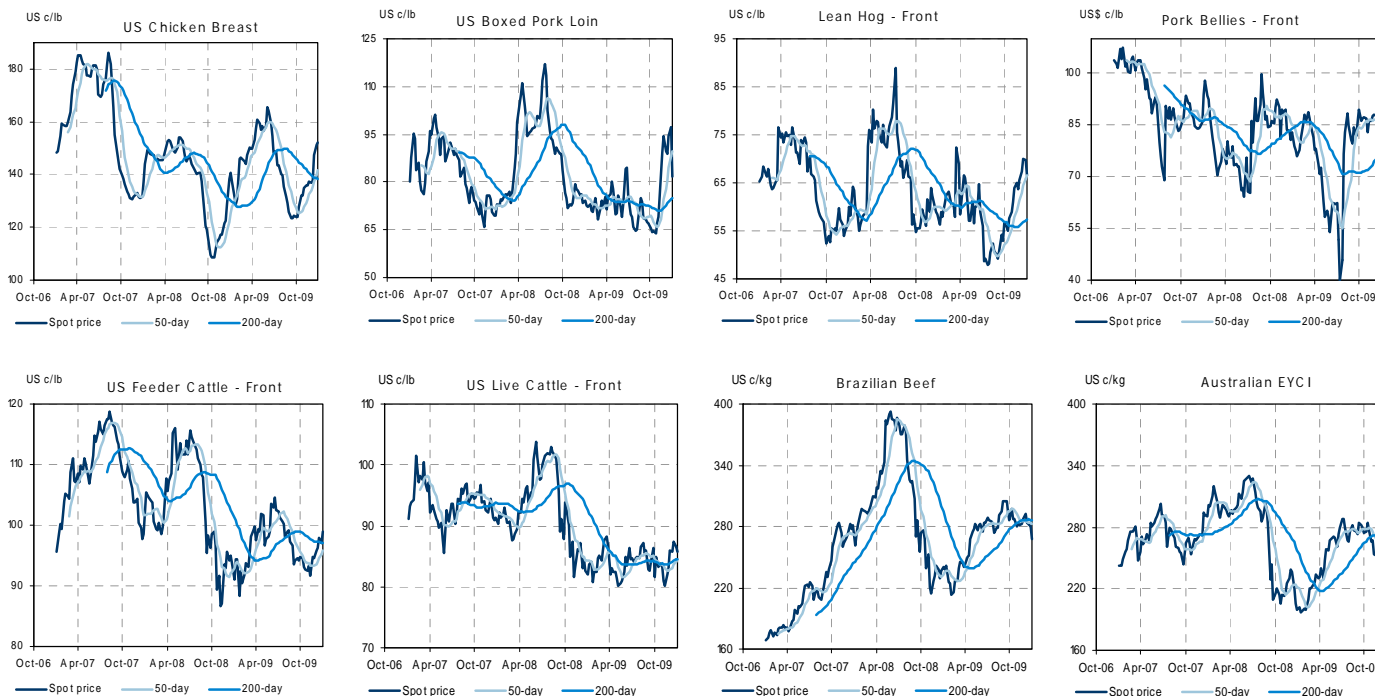 US c/lb
US Chicken Breast
180
160
140
120
100
Oct-06 Apr-07 Oct-07 Apr-08 Oct-08 Apr-09 Oct-09
Spot price 50-day 200-day
US c/lb
US Boxed Pork Loin
125
110
95
80
65
50
Oct-06 Apr-07 Oct-07 Apr-08 Oct-08 Apr-09 Oct-09
Spot price 50-day 200-day
US c/lb
Lean Hog - Front
95
85
75
65
55
45
Oct-06 Apr-07 Oct-07 Apr-08 Oct-08 Apr-09 Oct-09
Spot price 50-day 200-day
US$ c/lb
Pork Bellies - Front
100
85
70
55
40
Oct-06 Apr-07 Oct-07 Apr-08 Oct-08 Apr-09 Oct-09
Spot price 50-day 200-day
US c/lb
US Feeder Cattle - Front
120
110
100
90
80
Oct-06 Apr-07 Oct-07 Apr-08 Oct-08 Apr-09 Oct-09
Spot price 50-day 200-day
US c/lb
US Live Cattle - Front
110
100
90
80
70
Oct-06 Apr-07 Oct-07 Apr-08 Oct-08 Apr-09 Oct-09
Spot price 50-day 200-day
US c/kg
Brazilian Beef
400
340
280
220
160
Oct-06 Apr-07 Oct-07 Apr-08 Oct-08 Apr-09 Oct-09
Spot price 50-day 200-day
US c/kg
Australian EYCI
400
340
280
220
160
Oct-06 Apr-07 Oct-07 Apr-08 Oct-08 Apr-09 Oct-09
Spot price 50-day 200-day